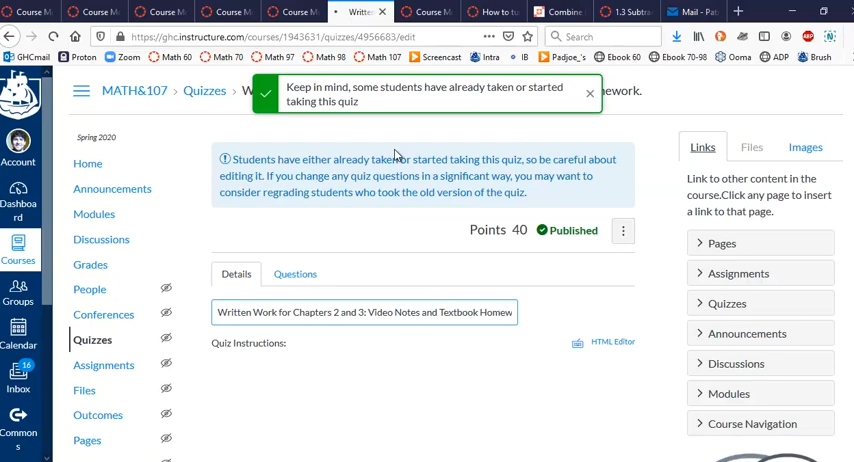 Course Mu
Course M
Course M
Course M
Course Mu
Writter
Course M
How to tu
Combine
1.3 Subtra
Mail - Pat
https://ghc.instructure.com/courses/1943631/quizzes/4956683/edit
Search
GHCmail
Proton
Zoom
Math 60
Math 70
Math 98
Math 107
Screencast
Intra
IB
Padjoe_'s
Ebook 60
Ebook 70-98
Ooma
ADP
Brush
MATH&107 > Quizzes > W
omework.
Keep in mind, some students have already taken or started
taking this quiz
Account
Dashboa
rd
Courses
Groups
Calendar
16
Inbox
Common
s
Spring 2020
Home
Announcements
Modules
Discussions
Grades
People
Conferences
Quizzes
Assignments
Files
Outcomes
Pages
Students have either already taken or started taking this quiz, so be careful about
editing it. If you change any quiz questions in a significant way, you may want to
consider regrading students who took the old version of the quiz.
Points 40 Published
Details
Questions
Written Work for Chapters 2 and 3: Video Notes and Textbook Homew
Quiz Instructions:
HTML Editor
Links
Files
Images
Link to other content in the
course.Click any page to insert
a link to that page.
Pages
Assignments
Quizzes
Announcements
Discussions
Modules
Course Navigation